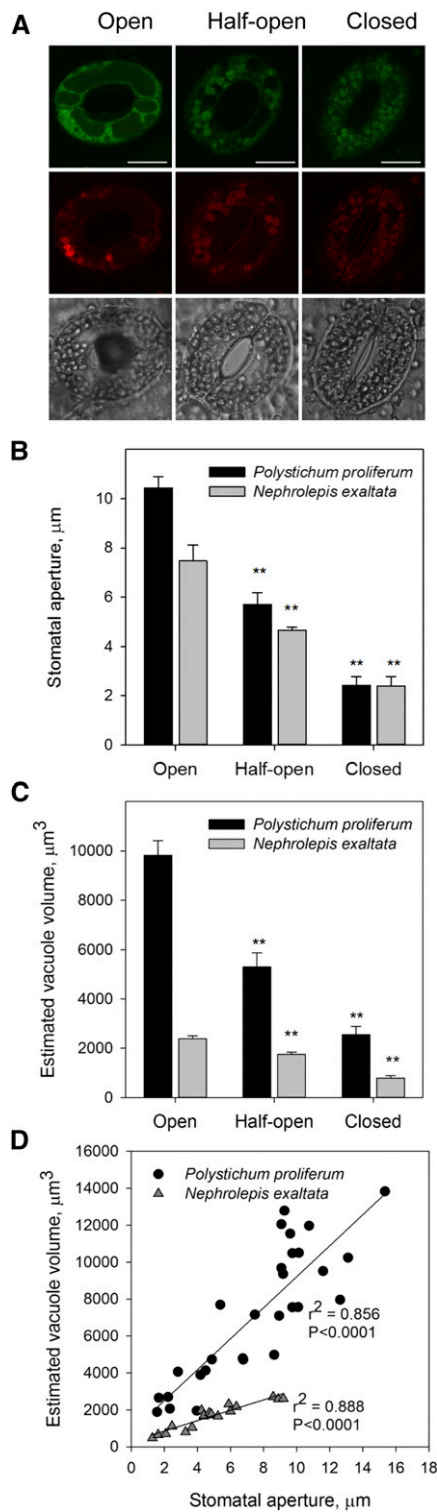 A
Open Half-open Closed
B
Polystichum proliferum
Nephrolepis exaltata
Stomatal aperture, μm
10
8
6
4
2
0
**
**
** **
Open Half-open Closed
C
Polystichum proliferum
Nephrolepis exaltata
Estimated vacuole volume, μm³
10000
8000
6000
4000
2000
0
**
**
**
**
Open Half-open Closed
D
Polystichum proliferum
Nephrolepis exaltata
Estimated vacuole volume, μm³
16000
14000
12000
10000
8000
6000
4000
2000
0
r² = 0.856
P<0.0001
r² = 0.888
P<0.0001
0 2 4 6 8 10 12 14 16 18
Stomatal aperture, μm